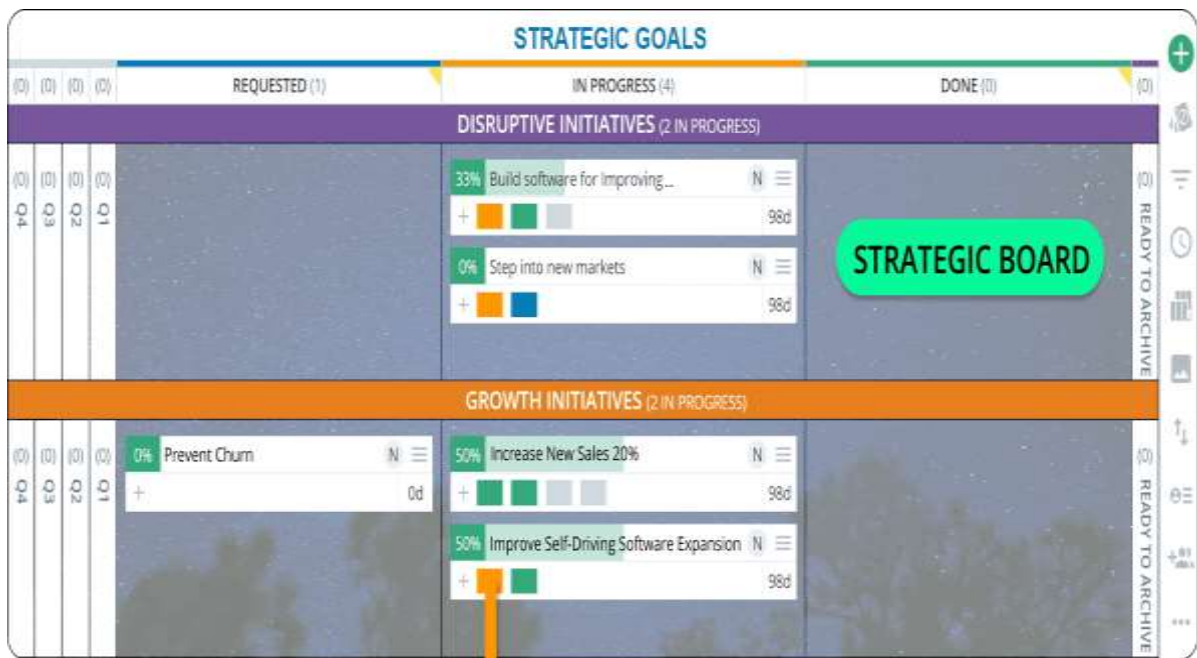 STRATEGIC GOALS
(0) (0) (0) (0) REQUESTED (1) IN PROGRESS (4) DONE (0) (0)
DISRUPTIVE INITIATIVES (2 IN PROGRESS)
(0) Q4 (0) Q3 (0) Q2 (0) Q1
33% Build software for Improving... N
98d
0% Step into new markets N
98d
STRATEGIC BOARD
(0) READY TO ARCHIVE
GROWTH INITIATIVES (2 IN PROGRESS)
(0) Q4 (0) Q3 (0) Q2 (0) Q1
0% Prevent Churn N
0d
50% Increase New Sales 20% N
98d
50% Improve Self-Driving Software Expansion N
98d
(0) READY TO ARCHIVE